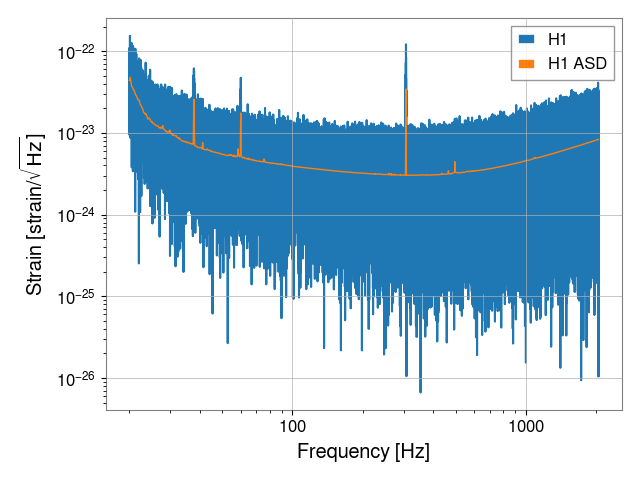 10^{-22}
10^{-23}
10^{-24}
10^{-25}
10^{-26}
Strain [strain/√Hz]
H1
H1 ASD
100
1000
Frequency [Hz]